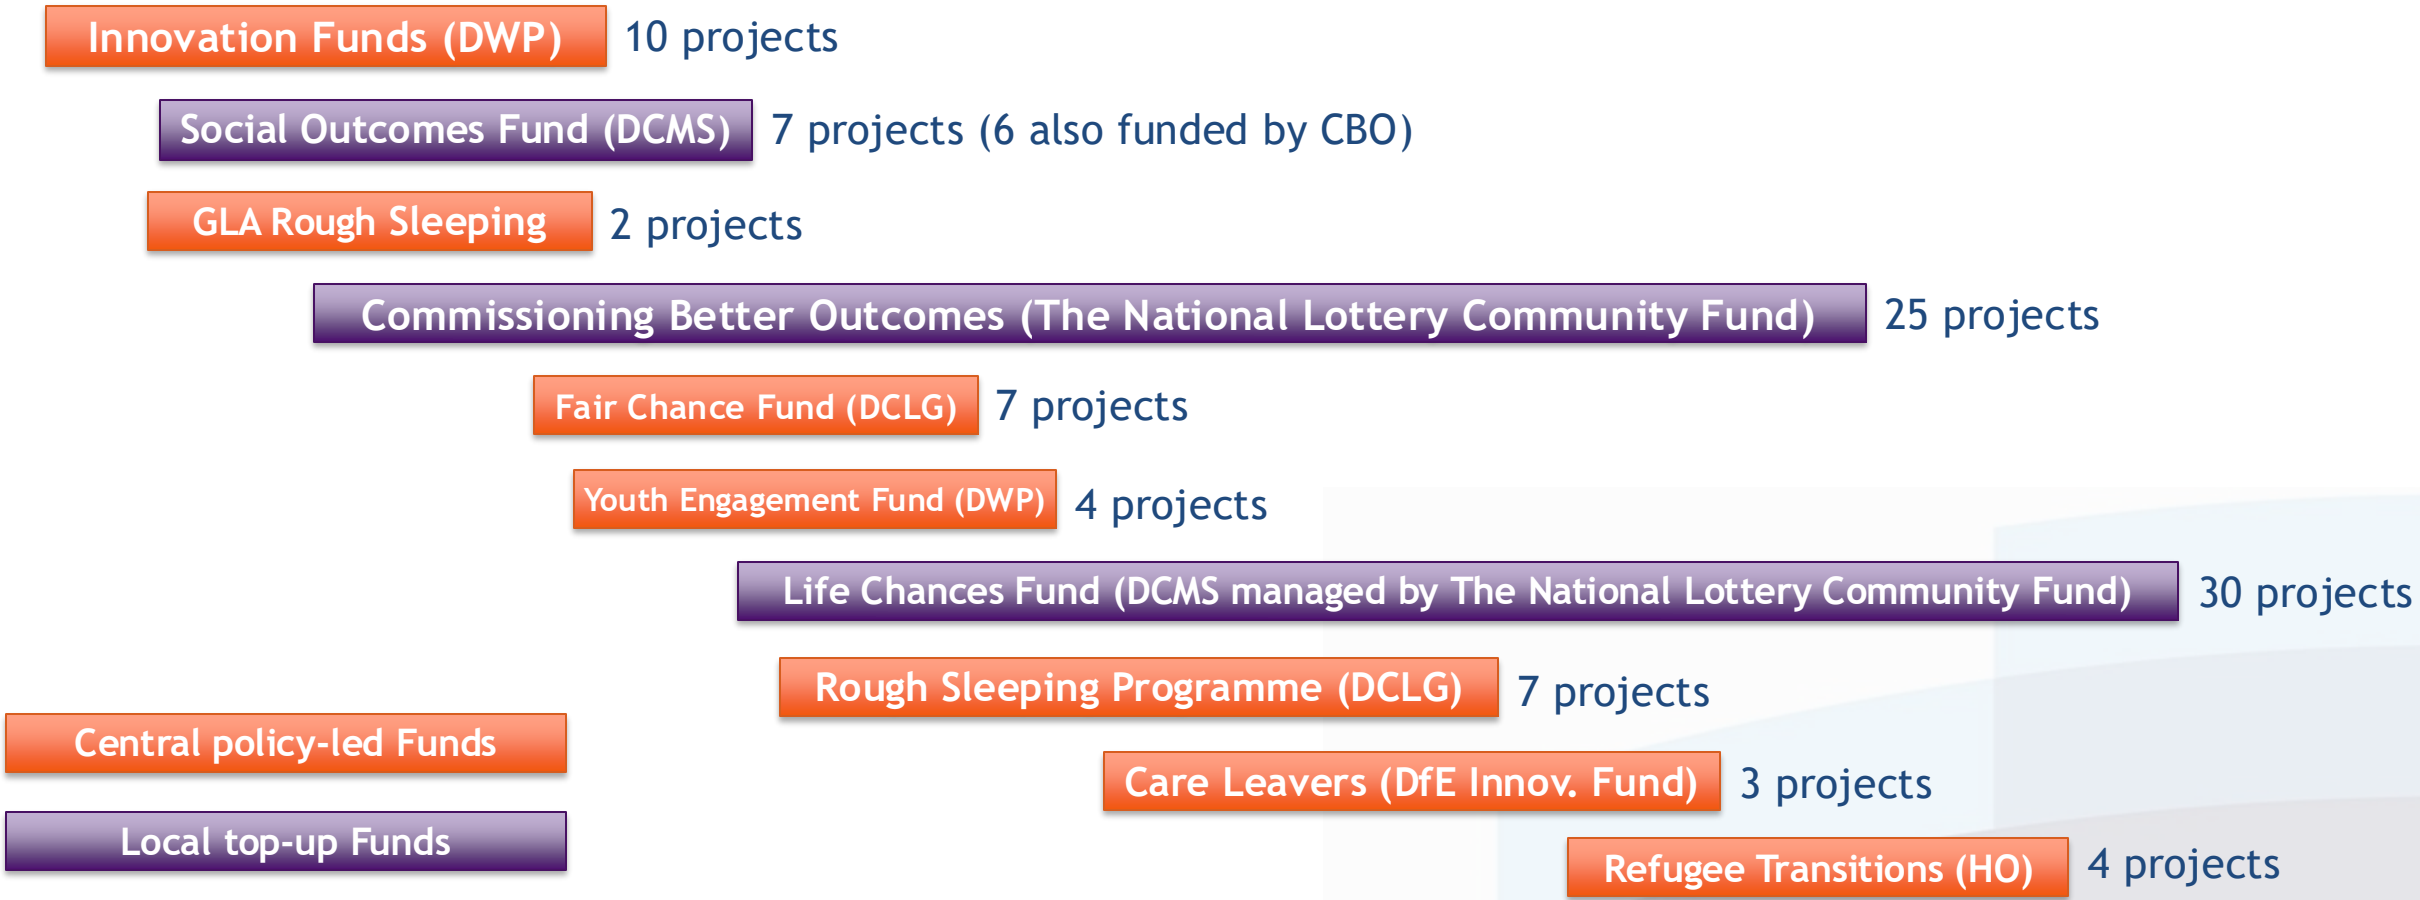 Innovation Funds (DWP) 10 projects
Social Outcomes Fund (DCMS) 7 projects (6 also funded by CBO)
GLA Rough Sleeping 2 projects
Commissioning Better Outcomes (The National Lottery Community Fund) 25 projects
Fair Chance Fund (DCLG) 7 projects
Youth Engagement Fund (DWP) 4 projects
Life Chances Fund (DCMS managed by The National Lottery Community Fund) 30 projects
Rough Sleeping Programme (DCLG) 7 projects
Central policy-led Funds
Care Leavers (DfE Innov. Fund) 3 projects
Local top-up Funds
Refugee Transitions (HO) 4 projects